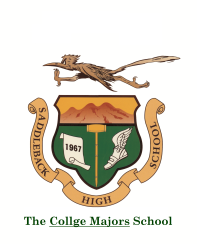 SADDLEBACK
HIGH
SCHOOL
1967
The Collge Majors School